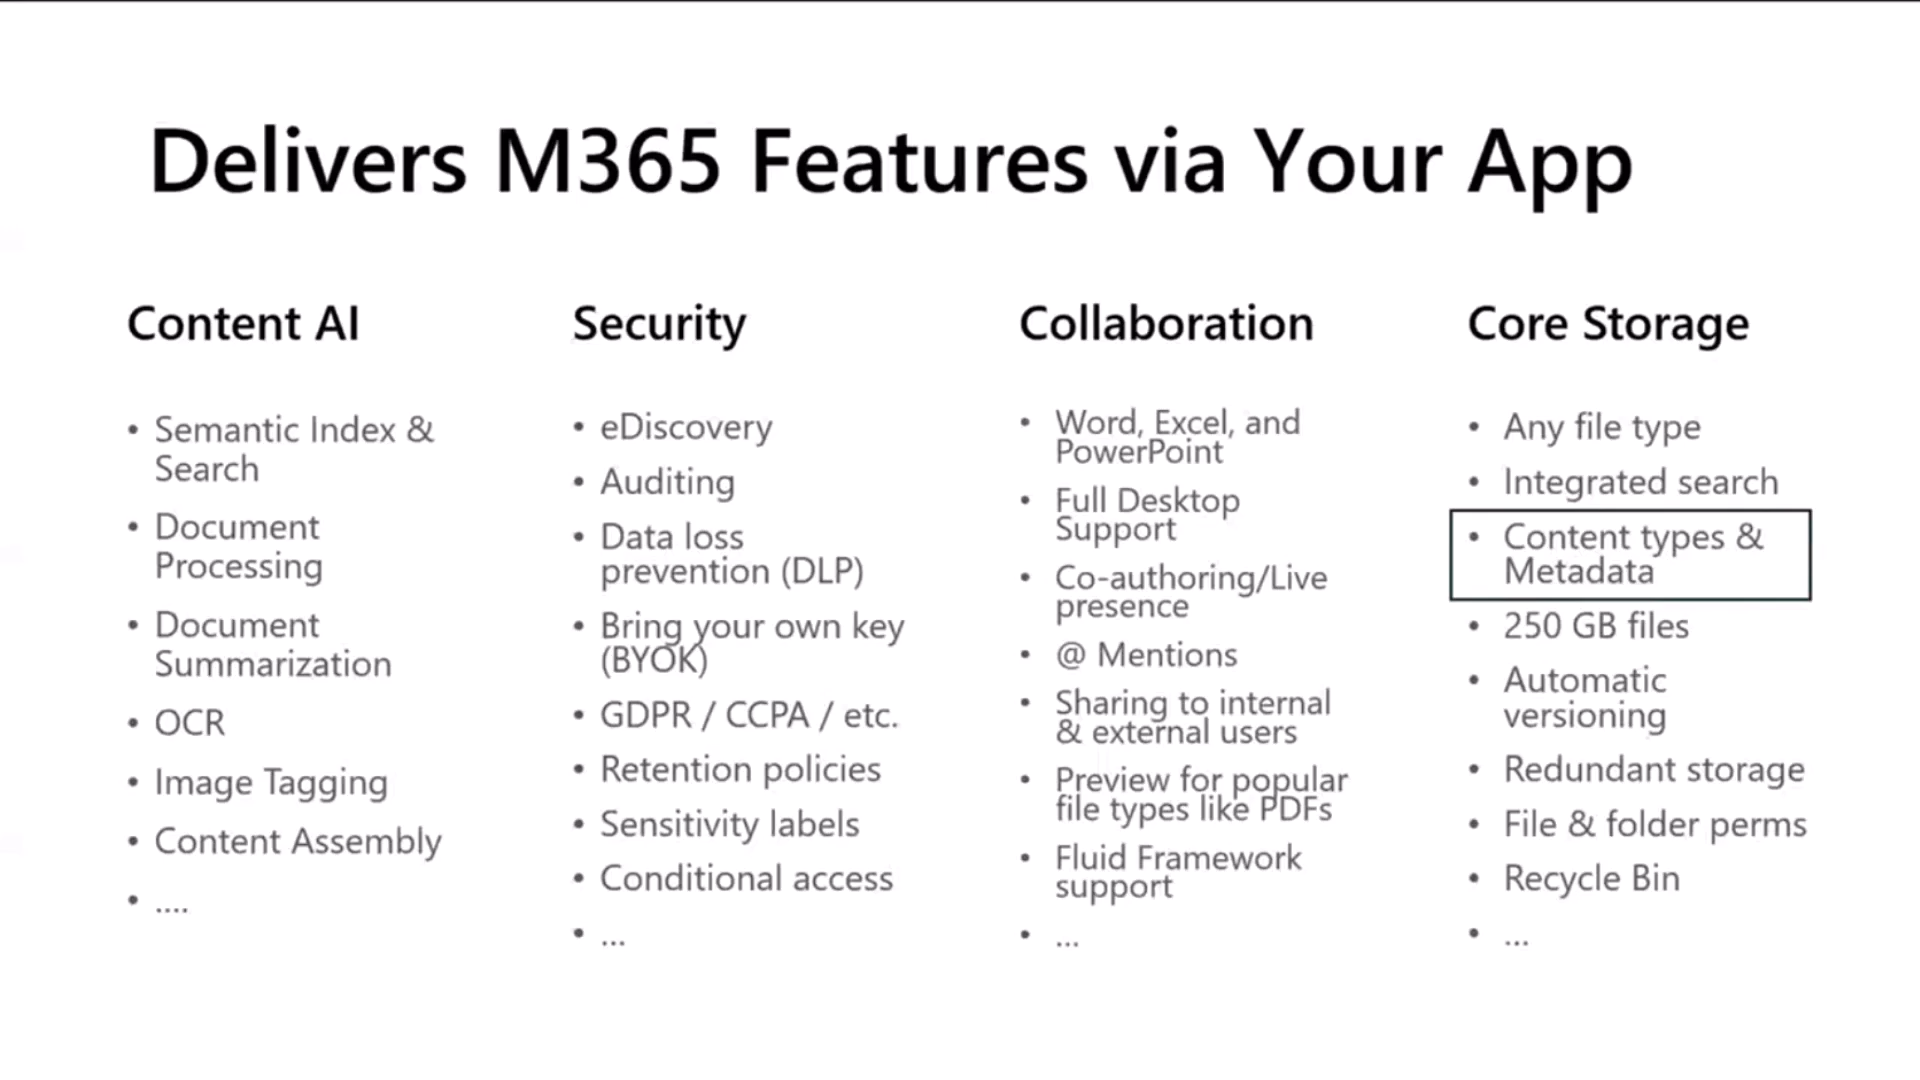 Delivers M365 Features via Your App
Content AI
• Semantic Index &
Search
• Document
Processing
• Document
Summarization
• OCR
• Image Tagging
• Content Assembly
• ....
Security
• eDiscovery
• Auditing
• Data loss
prevention (DLP)
• Bring your own key
(BYOK)
• GDPR / CCPA / etc.
• Retention policies
• Sensitivity labels
• Conditional access
• ...
Collaboration
• Word, Excel, and
PowerPoint
• Full Desktop
Support
• Co-authoring/Live
presence
• @ Mentions
• Sharing to internal
& external users
• Preview for popular
file types like PDFs
• Fluid Framework
support
• ...
Core Storage
• Any file type
• Integrated search
• Content types &
Metadata
• 250 GB files
• Automatic
versioning
• Redundant storage
• File & folder perms
• Recycle Bin
• ...